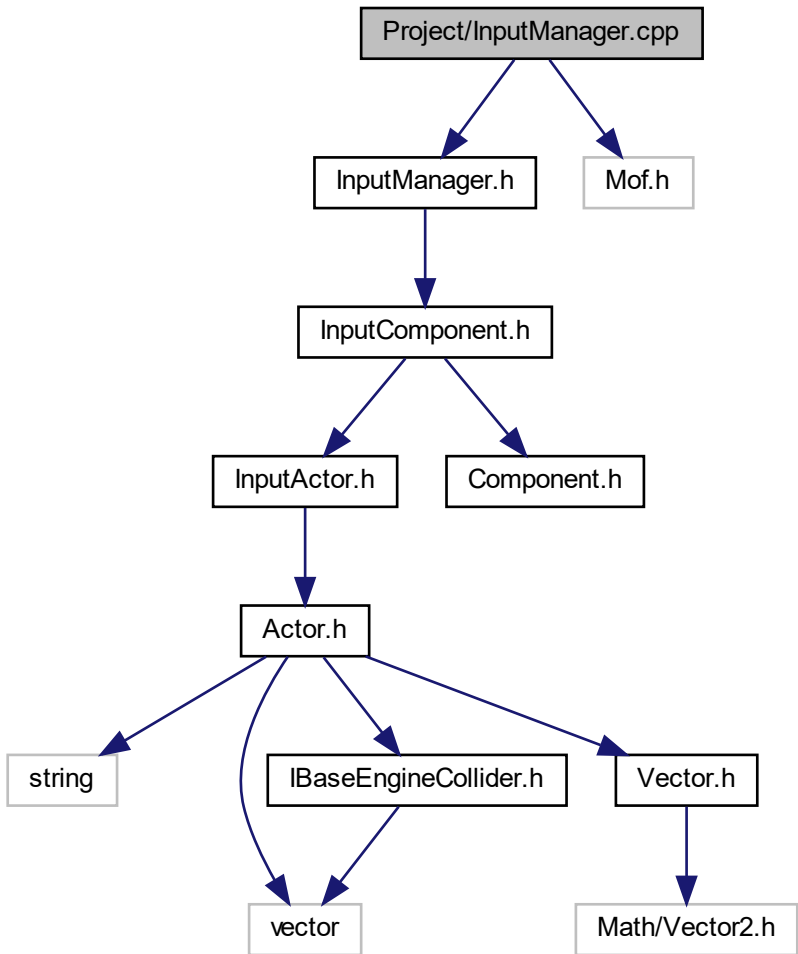 Project/InputManager.cpp
InputManager.h
Mof.h
InputComponent.h
InputActor.h
Component.h
Actor.h
string
IBaseEngineCollider.h
Vector.h
vector
Math/Vector2.h